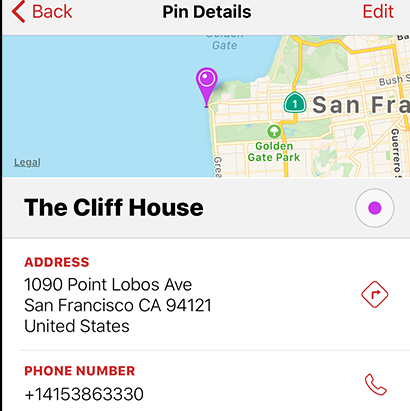 Back
Pin Details
Edit
Golden
Gate
1
San Fra
Bush S
Golden
Gate Park
Guerrero S
Grea
Legal
The Cliff House
ADDRESS
1090 Point Lobos Ave
San Francisco CA 94121
United States
PHONE NUMBER
+14153863330